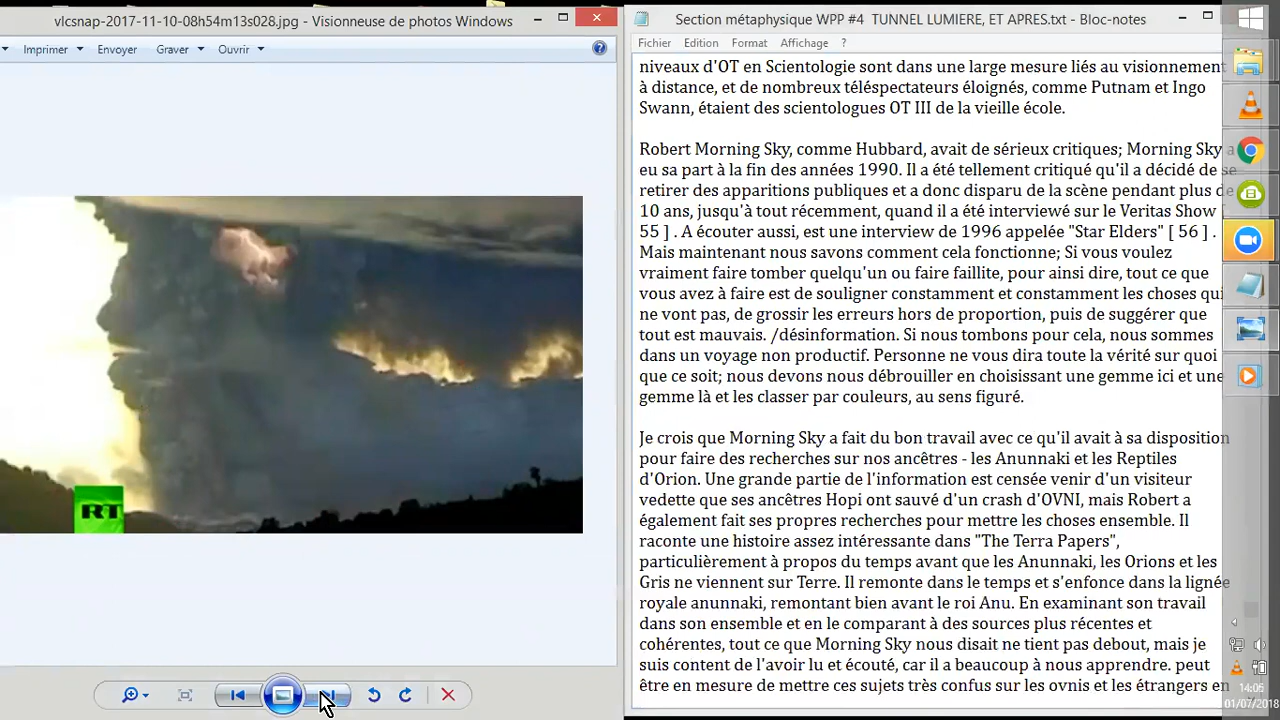 vlcsnap-2017-11-10-08h54m13s028.jpg - Visionneuse de photos Windows
Imprimer
Envoyer
Graver
Ouvrir
RT
Section métaphysique WPP #4 TUNNEL LUMIERE, ET APRES.txt - Bloc-notes
Fichier Edition Format Affichage ?
niveaux d'OT en Scientologie sont dans une large mesure liés au visionnement
à distance, et de nombreux téléspectateurs éloignés, comme Putnam et Ingo
Swann, étaient des scientologues OT III de la vieille école.
Robert Morning Sky, comme Hubbard, avait de sérieux critiques; Morning Sky a
eu sa part à la fin des années 1990. Il a été tellement critiqué qu'il a décidé de se
retirer des apparitions publiques et a donc disparu de la scène pendant plus de
10 ans, jusqu'à tout récemment, quand il a été interviewé sur le Veritas Show [
55 ] . A écouter aussi, est une interview de 1996 appelée "Star Elders" [ 56 ] .
Mais maintenant nous savons comment cela fonctionne; Si vous voulez
vraiment faire tomber quelqu'un ou faire faillite, pour ainsi dire, tout ce que
vous avez à faire est de souligner constamment et constamment les choses qui
ne vont pas, de grossir les erreurs hors de proportion, puis de suggérer que
tout est mauvais. /désinformation. Si nous tombons pour cela, nous sommes
dans un voyage non productif. Personne ne vous dira toute la vérité sur quoi
que ce soit; nous devons nous débrouiller en choisissant une gemme ici et une
gemme là et les classer par couleurs, au sens figuré.
Je crois que Morning Sky a fait du bon travail avec ce qu'il avait à sa disposition
pour faire des recherches sur nos ancêtres - les Anunnaki et les Reptiles
d'Orion. Une grande partie de l'information est censée venir d'un visiteur
vedette que ses ancêtres Hopi ont sauvé d'un crash d'OVNI, mais Robert a
également fait ses propres recherches pour mettre les choses ensemble. Il
raconte une histoire assez intéressante dans "The Terra Papers",
particulièrement à propos du temps avant que les Anunnaki, les Orions et les
Gris ne viennent sur Terre. Il remonte dans le temps et s'enfonce dans la lignée
royale anunnaki, remontant bien avant le roi Anu. En examinant son travail
dans son ensemble et en le comparant à des sources plus récentes et
cohérentes, tout ce que Morning Sky nous disait ne tient pas debout, mais je
suis content de l'avoir lu et écouté, car il a beaucoup à nous apprendre. peut
être en mesure de mettre ces sujets très confus sur les ovnis et les étrangers en
14:05
01/07/2018